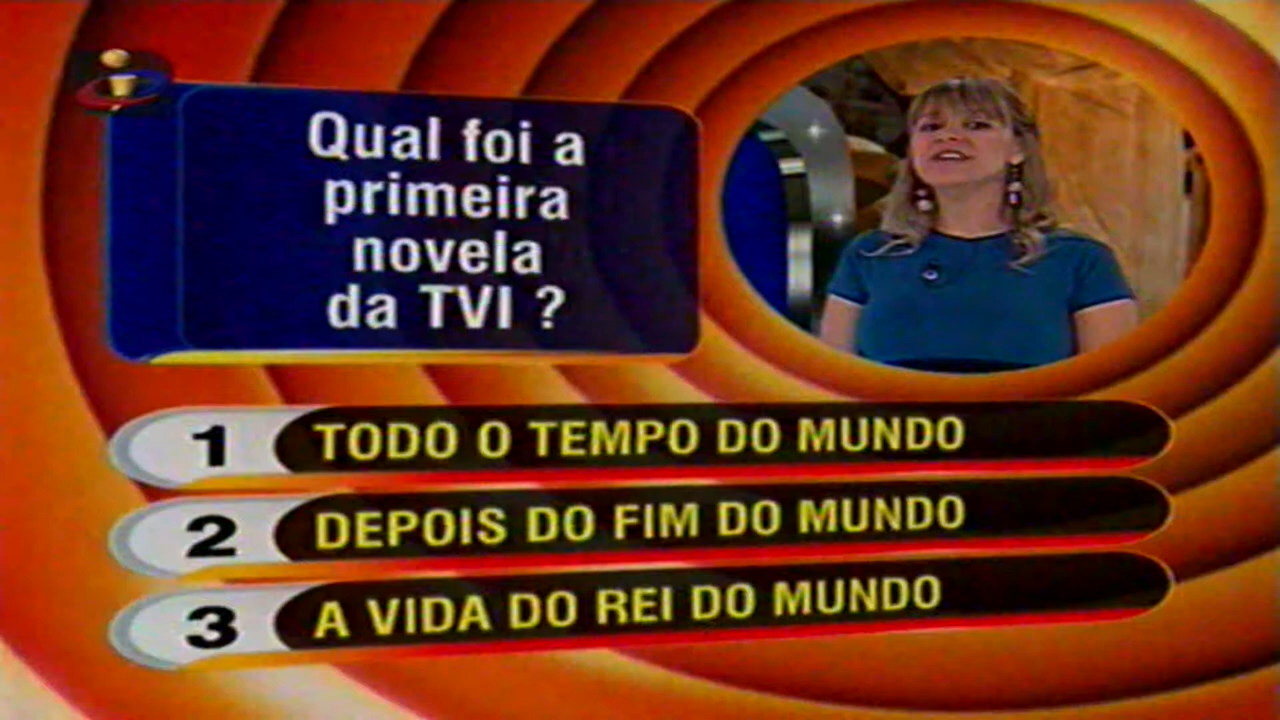 Qual foi a
primeira
novela
da TVI ?
1 TODO O TEMPO DO MUNDO
2 DEPOIS DO FIM DO MUNDO
3 A VIDA DO REI DO MUNDO